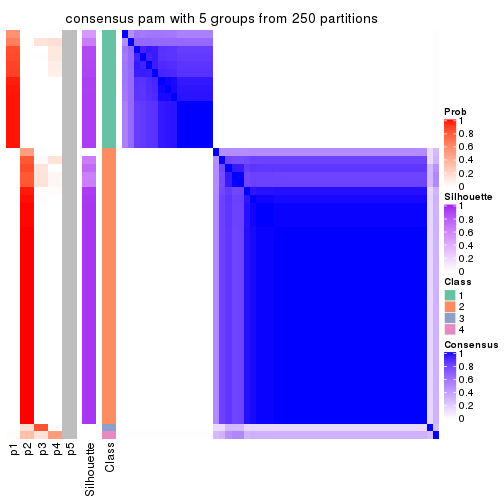 consensus pam with 5 groups from 250 partitions
Prob
1
0.8
0.6
0.4
0.2
0
Silhouette
1
0.8
0.6
0.4
0.2
0
Class
1
2
3
4
Consensus
1
0.8
0.6
0.4
0.2
0
p1
p2
p3
p4
p5
Silhouette
Class